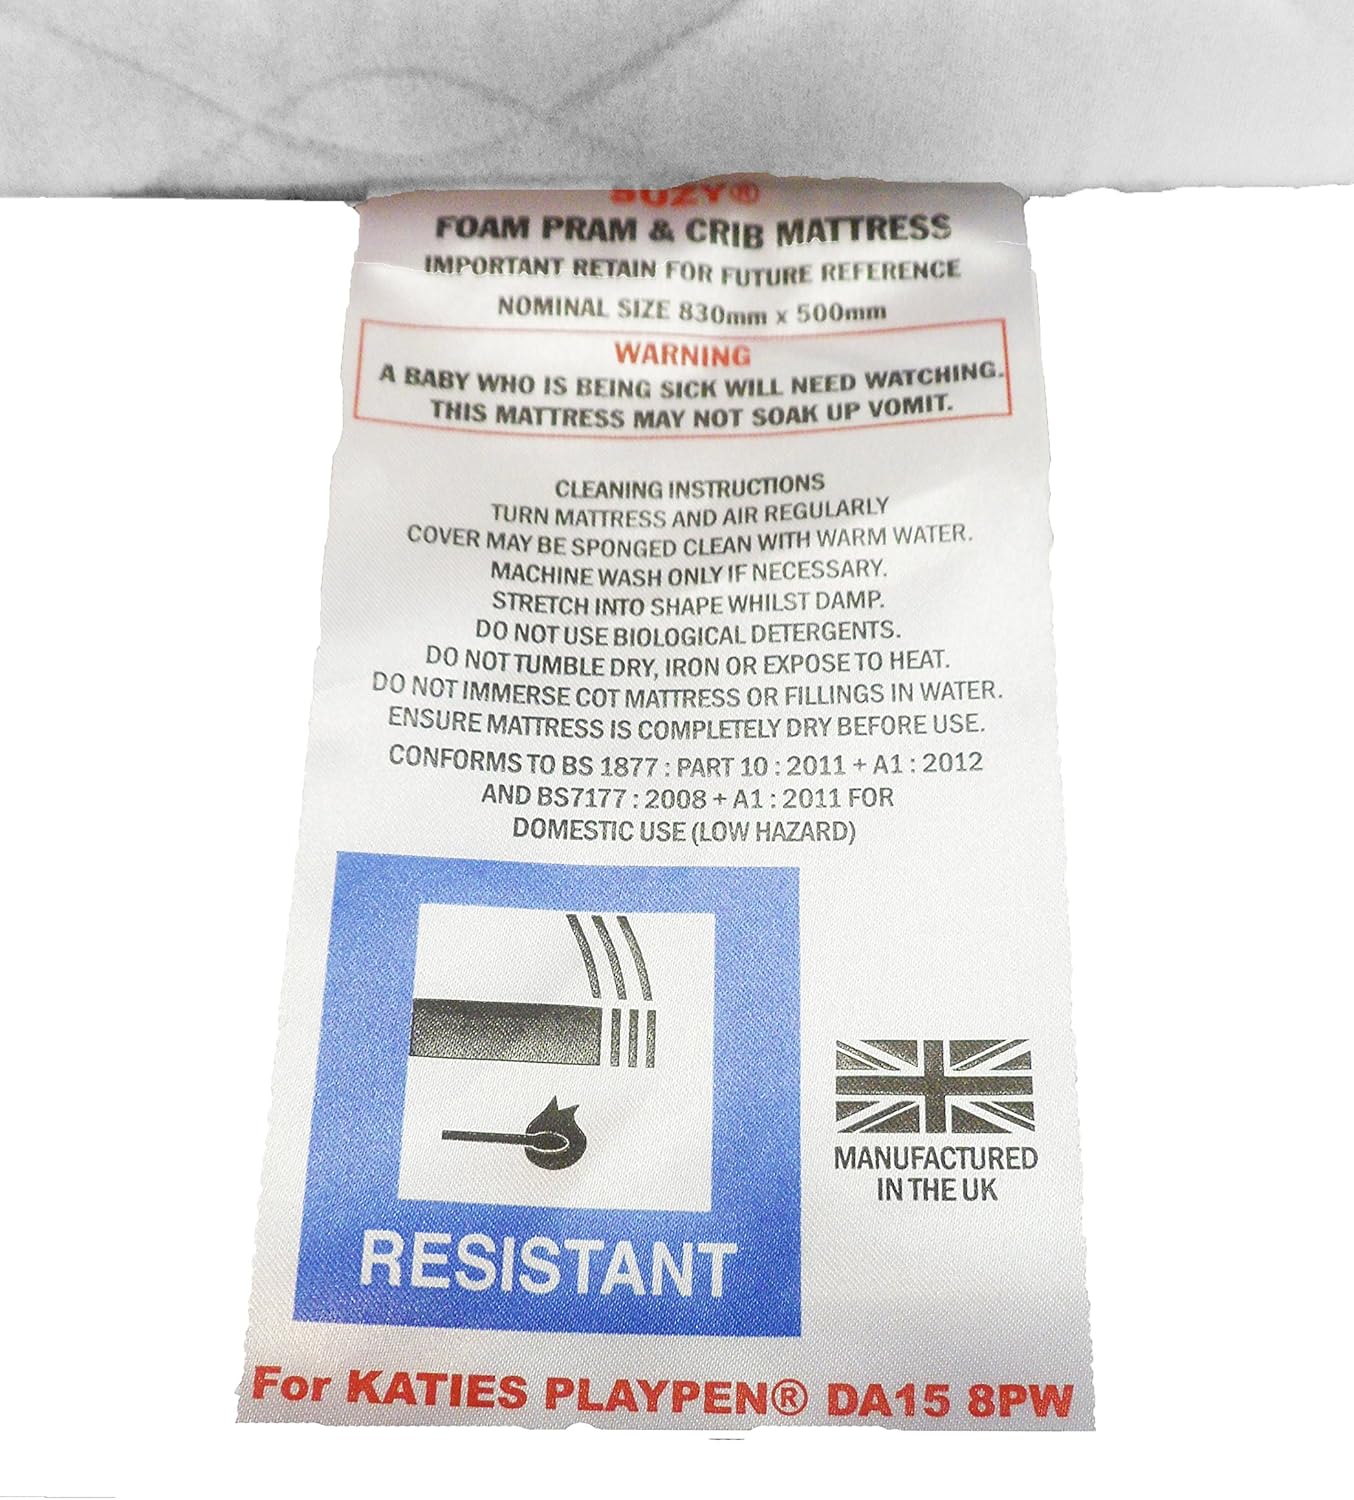 SUZY®
FOAM PRAM & CRIB MATTRESS
IMPORTANT RETAIN FOR FUTURE REFERENCE
NOMINAL SIZE 830mm x 500mm
WARNING
A BABY WHO IS BEING SICK WILL NEED WATCHING.
THIS MATTRESS MAY NOT SOAK UP VOMIT.
CLEANING INSTRUCTIONS
TURN MATTRESS AND AIR REGULARLY
COVER MAY BE SPONGED CLEAN WITH WARM WATER.
MACHINE WASH ONLY IF NECESSARY.
STRETCH INTO SHAPE WHILST DAMP.
DO NOT USE BIOLOGICAL DETERGENTS.
DO NOT TUMBLE DRY, IRON OR EXPOSE TO HEAT.
DO NOT IMMERSE COT MATTRESS OR FILLINGS IN WATER.
ENSURE MATTRESS IS COMPLETELY DRY BEFORE USE.
CONFORMS TO BS 1877 : PART 10 : 2011 + A1 : 2012
AND BS7177 : 2008 + A1 : 2011 FOR
DOMESTIC USE (LOW HAZARD)
RESISTANT
MANUFACTURED
IN THE UK
For KATIES PLAYPEN® DA15 8PW